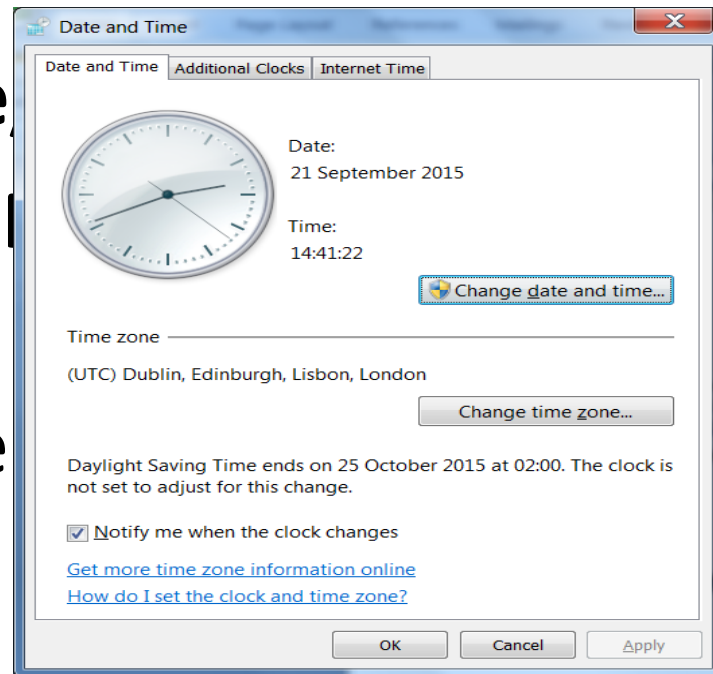 Date and Time
Date and Time Additional Clocks Internet Time
Date:
21 September 2015
Time:
14:41:22
Change date and time...
Time zone
(UTC) Dublin, Edinburgh, Lisbon, London
Change time zone...
Daylight Saving Time ends on 25 October 2015 at 02:00. The clock is
not set to adjust for this change.
Notify me when the clock changes
Get more time zone information online
How do I set the clock and time zone?
OK Cancel Apply